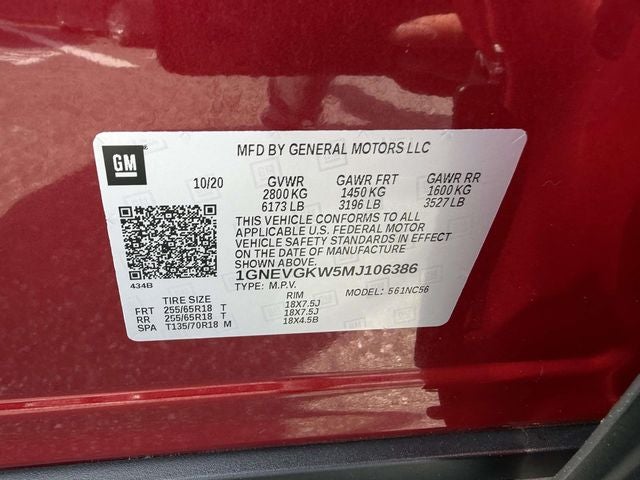 GM
MFD BY GENERAL MOTORS LLC
10/20 GVWR GAWR FRT GAWR RR
2800 KG 1450 KG 1600 KG
6173 LB 3196 LB 3527 LB
THIS VEHICLE CONFORMS TO ALL
APPLICABLE U.S. FEDERAL MOTOR
VEHICLE SAFETY STANDARDS IN EFFECT
ON THE DATE OF MANUFACTURE SHOWN ABOVE.
1GNEVGKW5MJ106386
434B
TYPE: M.P.V. MODEL: 561NC56
TIRE SIZE RIM
FRT 255/65R18 T 18X7.5J
RR 255/65R18 T 18X7.5J
SPA T135/70R18 M 18X4.5B